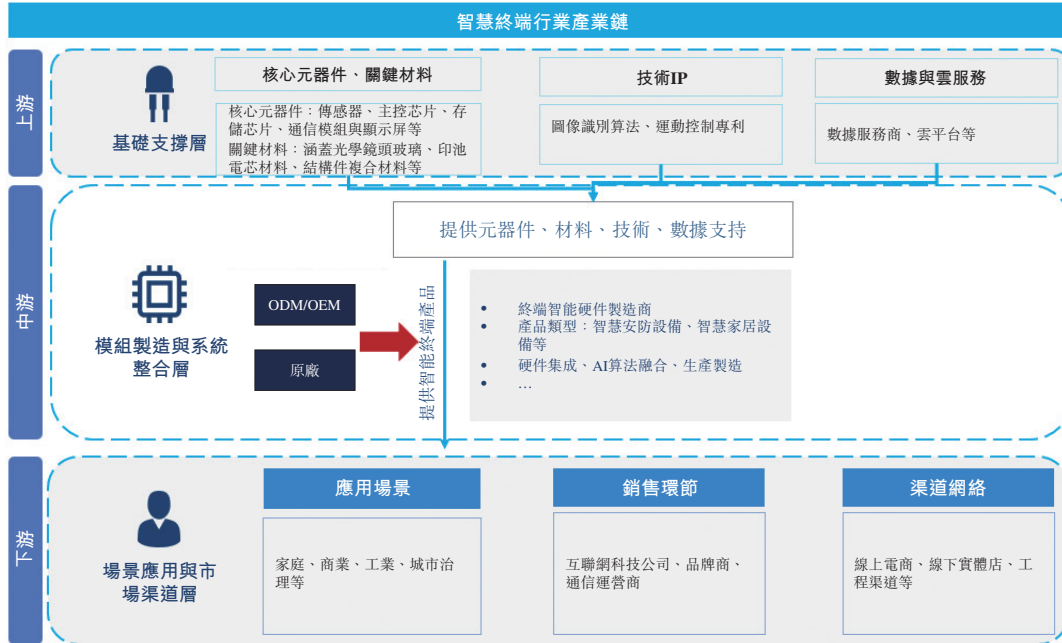 智慧終端行業產業鏈
上游
基礎支撐層
核心元器件、關鍵材料
核心元器件：傳感器、主控芯片、存
儲芯片、通信模組與顯示屏等
關鍵材料：涵蓋光學鏡頭玻璃、印池
電芯材料、結構件複合材料等
技術IP
圖像識別算法、運動控制專利
數據與雲服務
數據服務商、雲平台等
中游
模組製造與系統
整合層
提供元器件、材料、技術、數據支持
ODM/OEM
原廠
提供智能終端產品
• 終端智能硬件製造商
• 產品類型：智慧安防設備、智慧家居設
備等
• 硬件集成、AI算法融合、生產製造
• …
下游
場景應用與市
場渠道層
應用場景
家庭、商業、工業、城市治
理等
銷售環節
互聯網科技公司、品牌商、
通信運營商
渠道網絡
線上電商、線下實體店、工
程渠道等